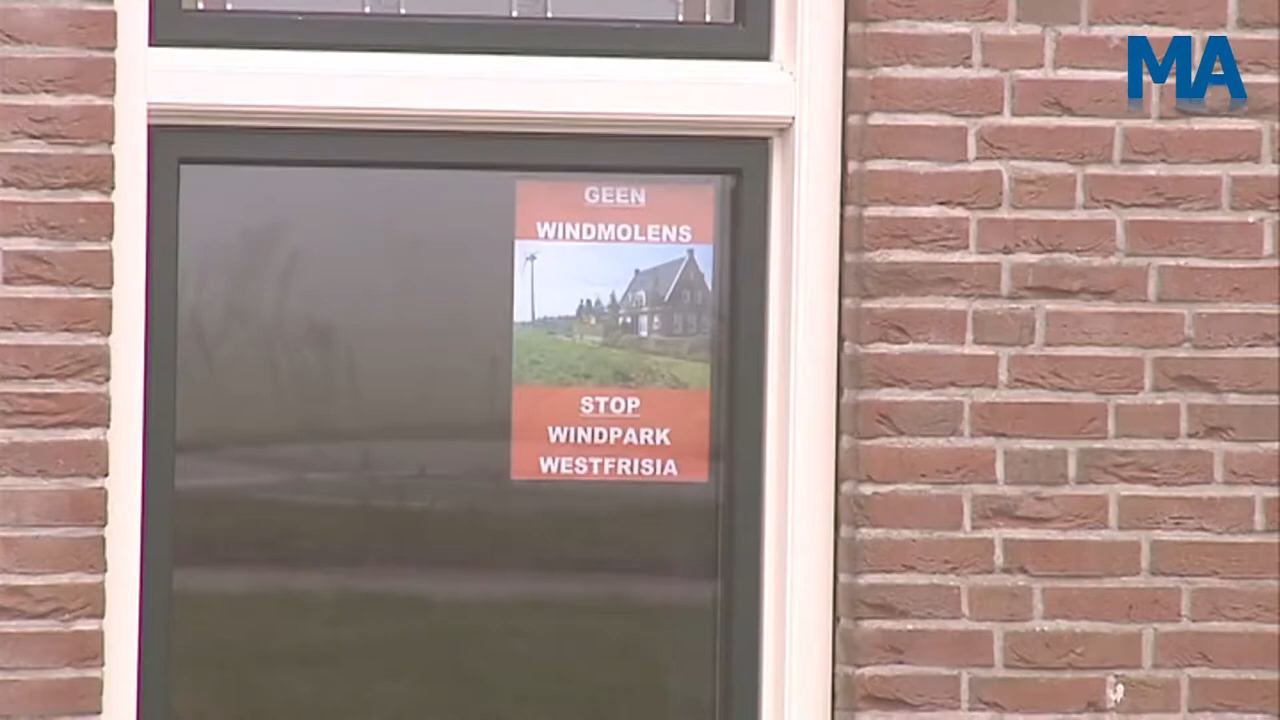 MA
GEEN
WINDMOLENS
STOP
WINDPARK
WESTFRISIA